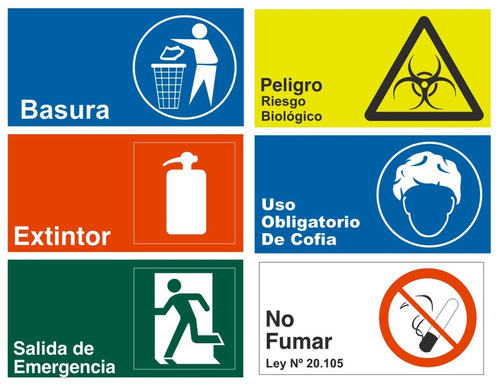 Basura
Peligro
Riesgo
Biológico
Extintor
Uso
Obligatorio
De Cofia
Salida de
Emergencia
No
Fumar
Ley Nº 20.105